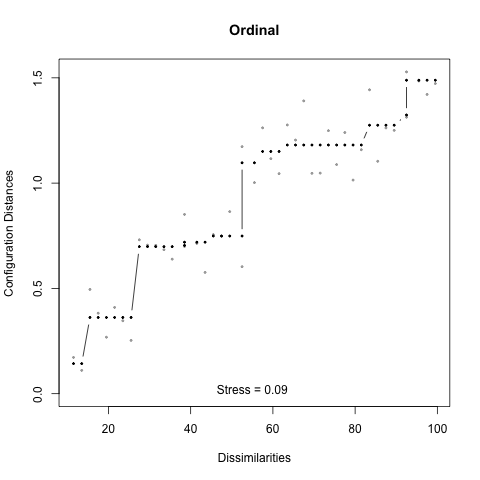 Ordinal
Configuration Distances
1.5
1.0
0.5
0.0
Stress = 0.09
20 40 60 80 100
Dissimilarities